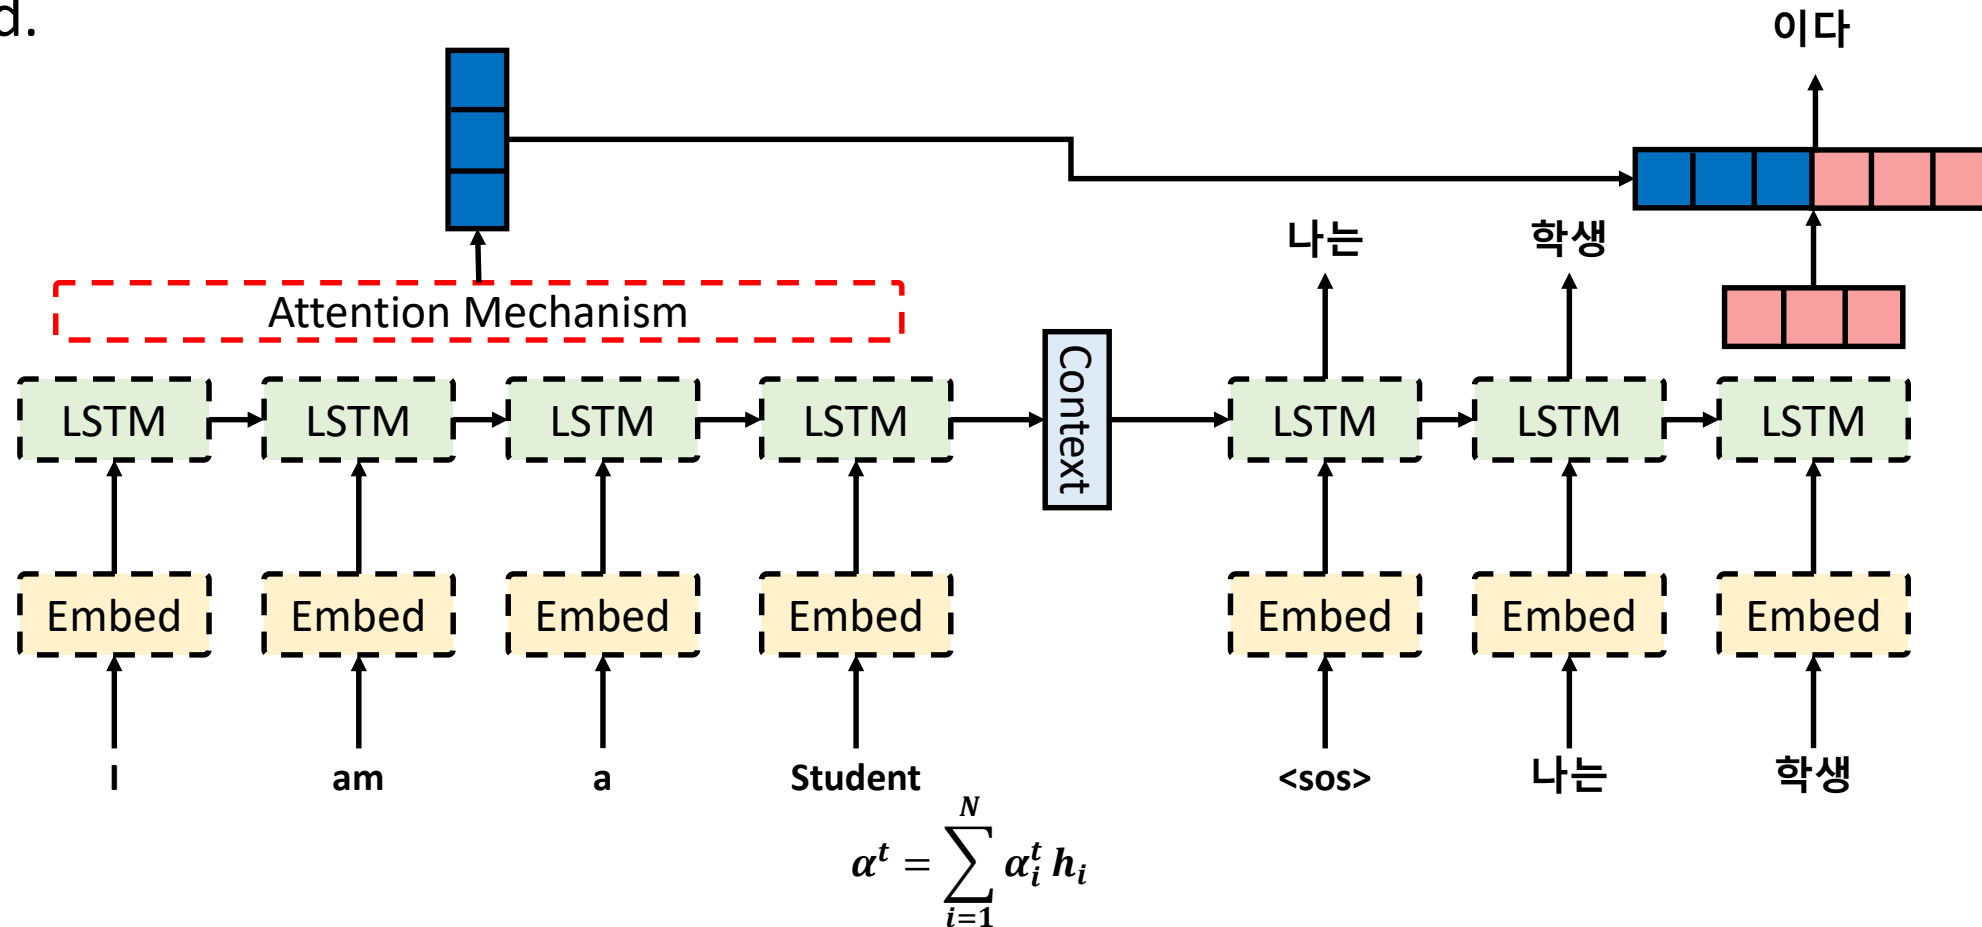 d.
이다
나는 학생
Attention Mechanism
Context
LSTM LSTM LSTM LSTM LSTM LSTM LSTM
Embed Embed Embed Embed Embed Embed Embed
I am a Student <sos> 나는 학생
𝜶^𝒕 = ∑_{𝒊=𝟏}^{𝑵} 𝜶_𝒊^𝒕 𝒉_𝒊